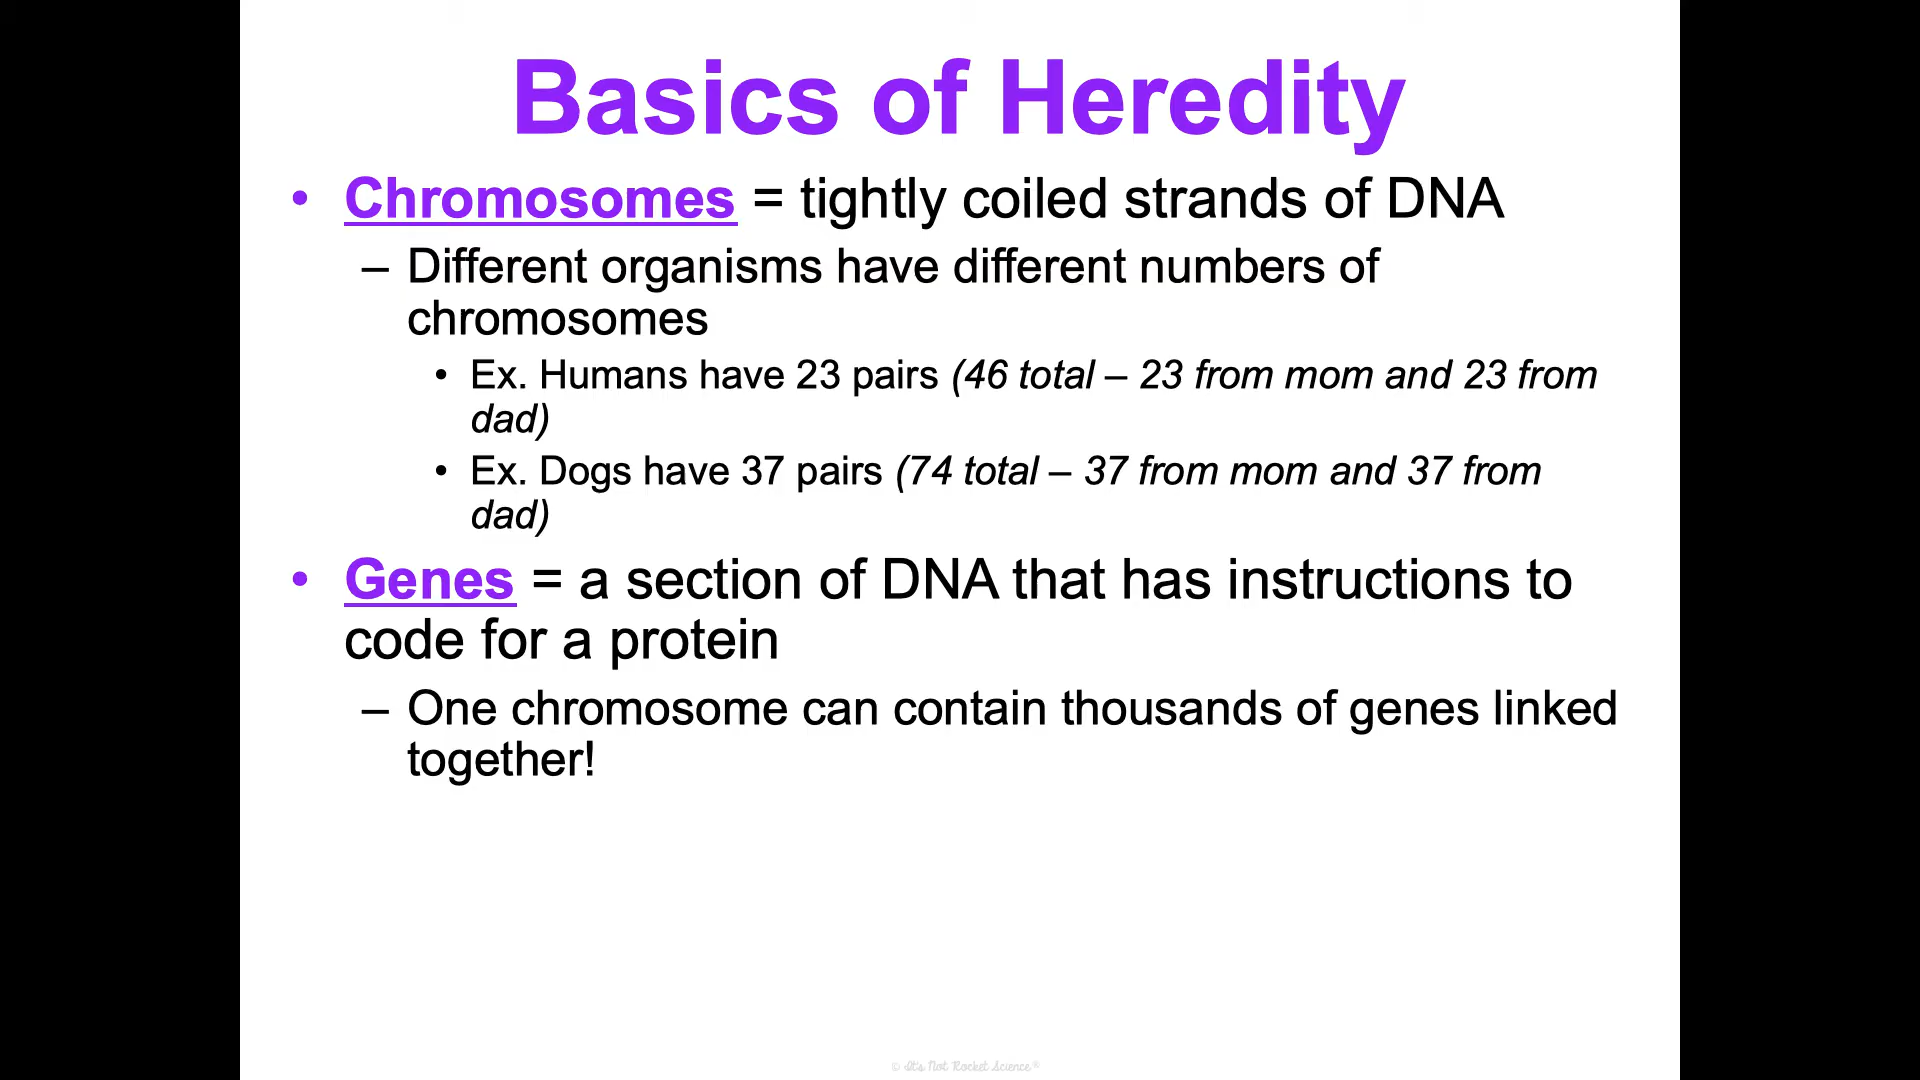 Basics of Heredity
• Chromosomes = tightly coiled strands of DNA
– Different organisms have different numbers of
chromosomes
• Ex. Humans have 23 pairs (46 total – 23 from mom and 23 from
dad)
• Ex. Dogs have 37 pairs (74 total – 37 from mom and 37 from
dad)
• Genes = a section of DNA that has instructions to
code for a protein
– One chromosome can contain thousands of genes linked
together!
© It's Not Rocket Science®